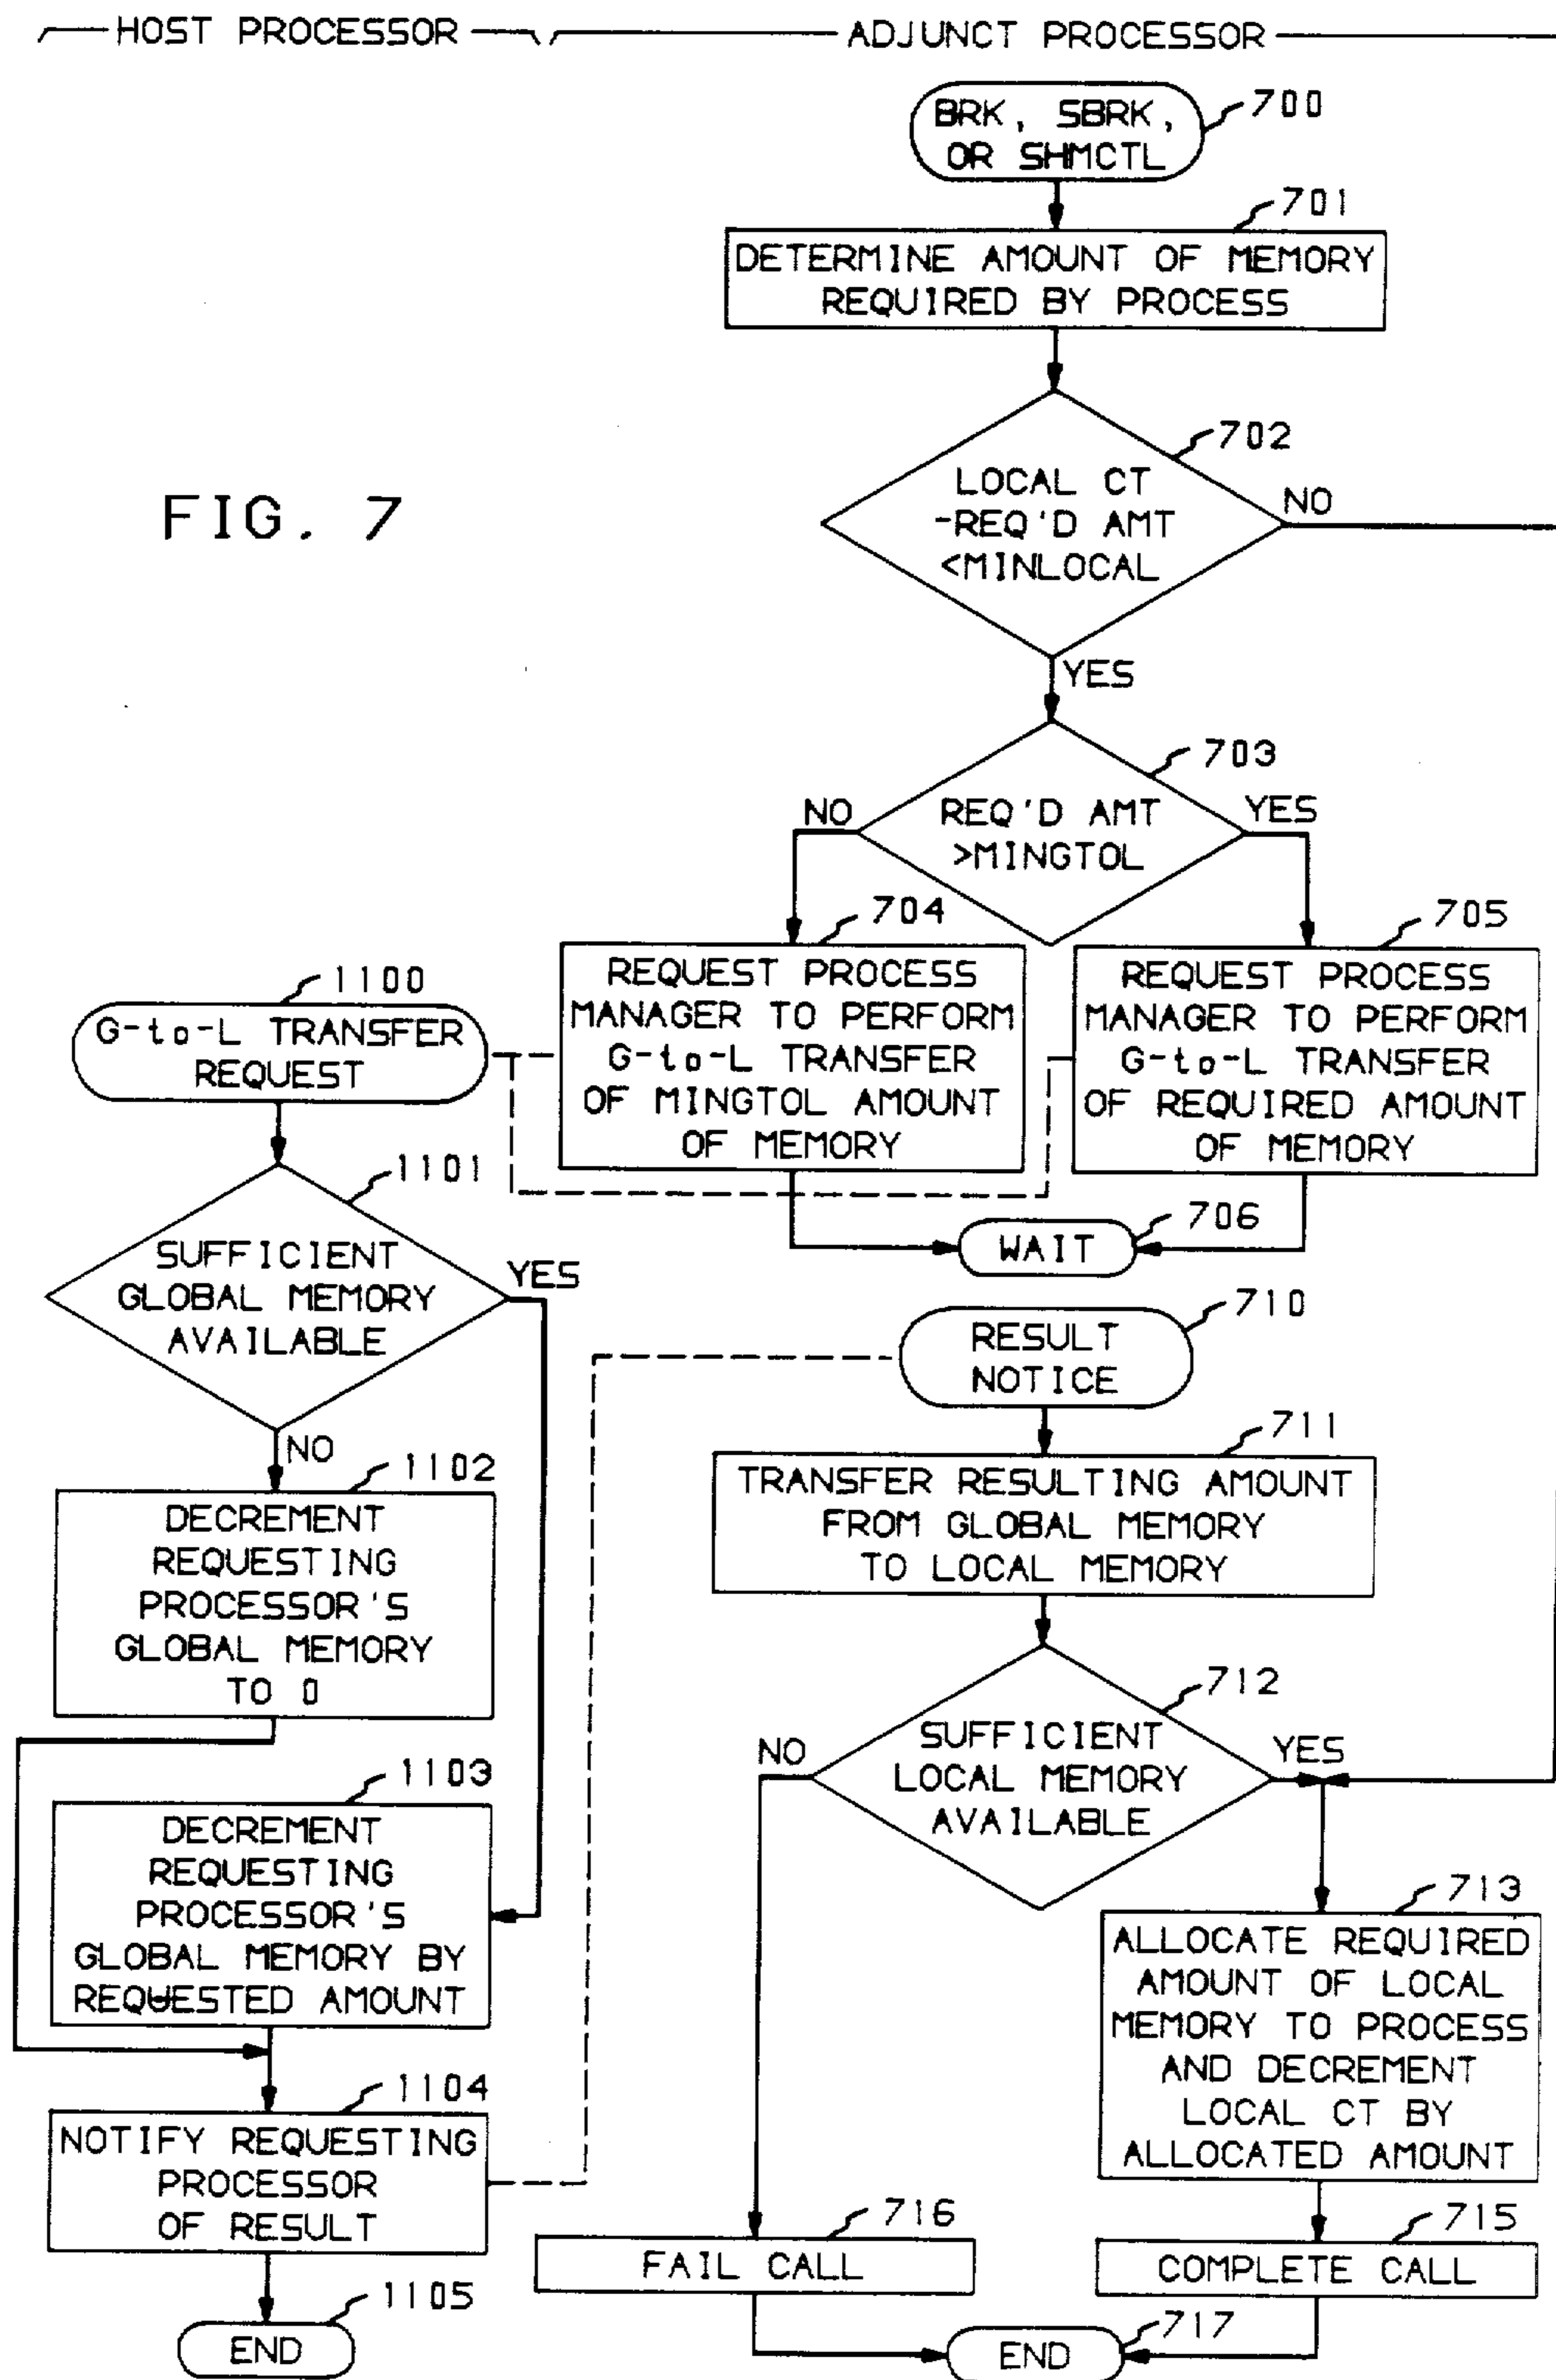 HOST PROCESSOR
ADJUNCT PROCESSOR
BRK, SBRK,
OR SHMCTL
700
701
DETERMINE AMOUNT OF MEMORY
REQUIRED BY PROCESS
702
LOCAL CT
-REQ'D AMT
<MINLOCAL
NO
YES
FIG. 7
703
REQ'D AMT
>MINGTOL
NO
YES
704
REQUEST PROCESS
MANAGER TO PERFORM
G-to-L TRANSFER
OF MINGTOL AMOUNT
OF MEMORY
705
REQUEST PROCESS
MANAGER TO PERFORM
G-to-L TRANSFER
OF REQUIRED AMOUNT
OF MEMORY
706
WAIT
1100
G-to-L TRANSFER
REQUEST
1101
SUFFICIENT
GLOBAL MEMORY
AVAILABLE
YES
NO
1102
DECREMENT
REQUESTING
PROCESSOR'S
GLOBAL MEMORY
TO 0
1103
DECREMENT
REQUESTING
PROCESSOR'S
GLOBAL MEMORY BY
REQUESTED AMOUNT
1104
NOTIFY REQUESTING
PROCESSOR
OF RESULT
1105
END
710
RESULT
NOTICE
711
TRANSFER RESULTING AMOUNT
FROM GLOBAL MEMORY
TO LOCAL MEMORY
712
SUFFICIENT
LOCAL MEMORY
AVAILABLE
NO
YES
713
ALLOCATE REQUIRED
AMOUNT OF LOCAL
MEMORY TO PROCESS
AND DECREMENT
LOCAL CT BY
ALLOCATED AMOUNT
716
FAIL CALL
715
COMPLETE CALL
717
END